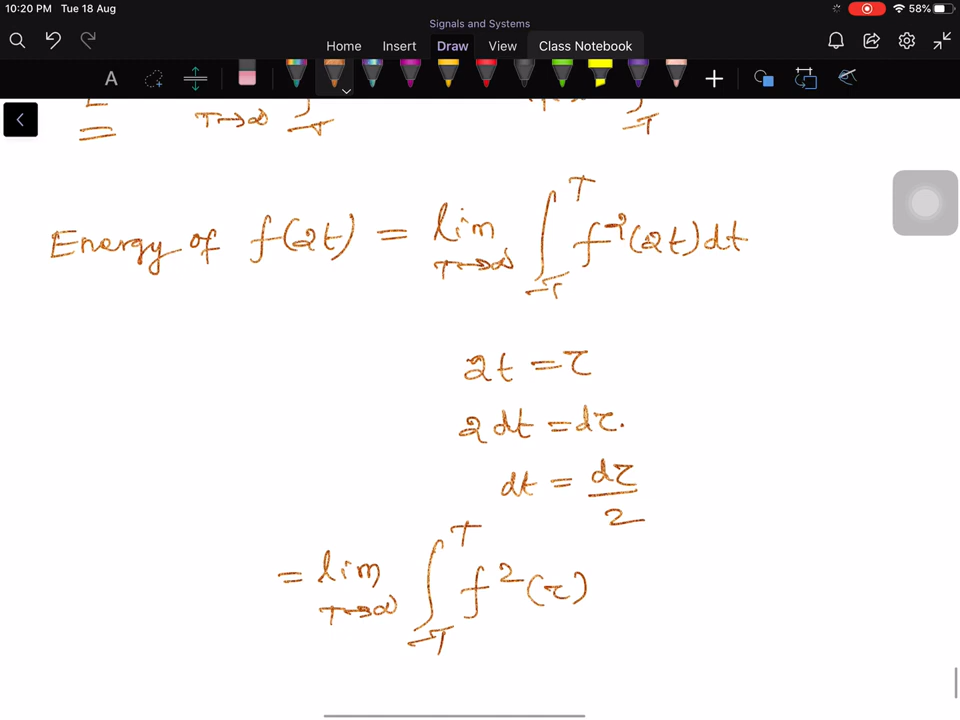 10:20 PM Tue 18 Aug 58%
Signals and Systems
Home Insert Draw View Class Notebook
T→∞ -T T→∞ -T
Energy of f(2t) = lim T→∞ ∫ -T T f²(2t)dt
2t = τ
2dt = dτ.
dt = dτ/2
= lim T→∞ ∫ -T T f²(τ)